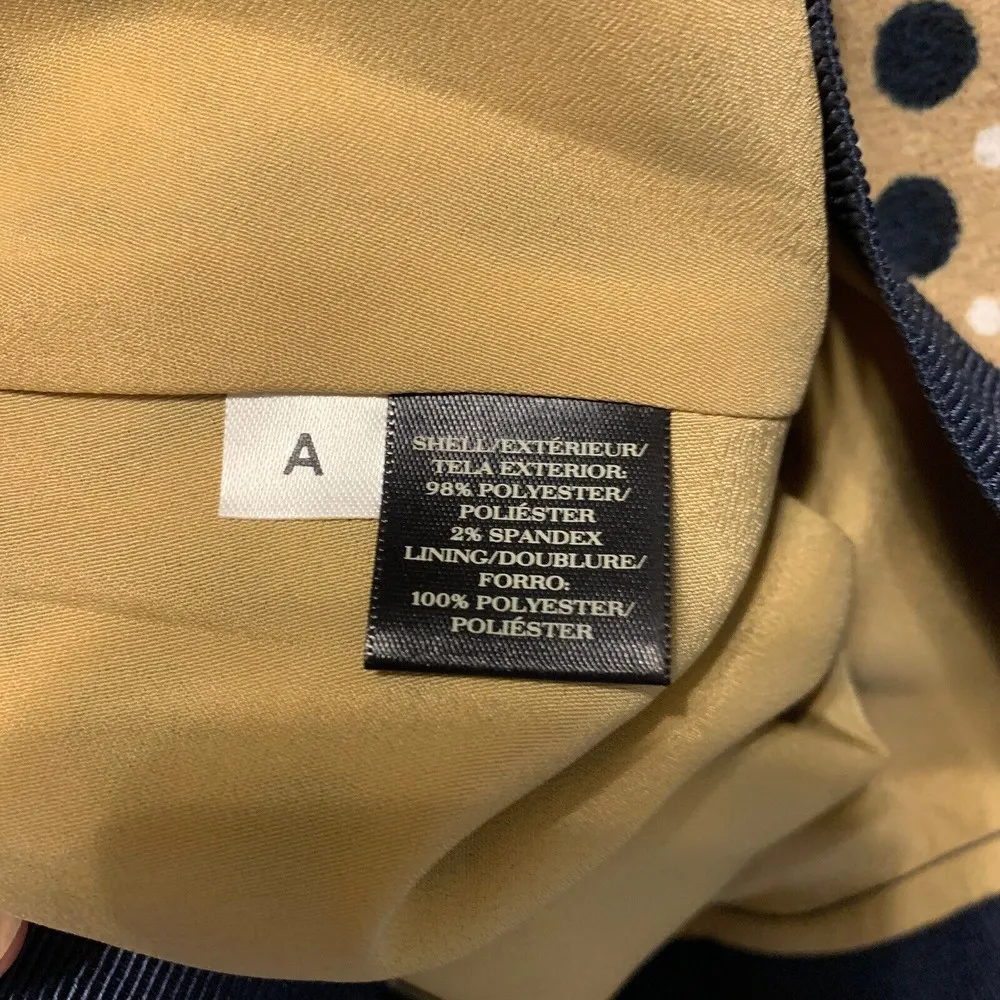 A
SHELL/EXTÉRIEUR/
TELA EXTERIOR:
98% POLYESTER/
POLIÉSTER
2% SPANDEX
LINING/DOUBLURE/
FORRO:
100% POLYESTER/
POLIÉSTER